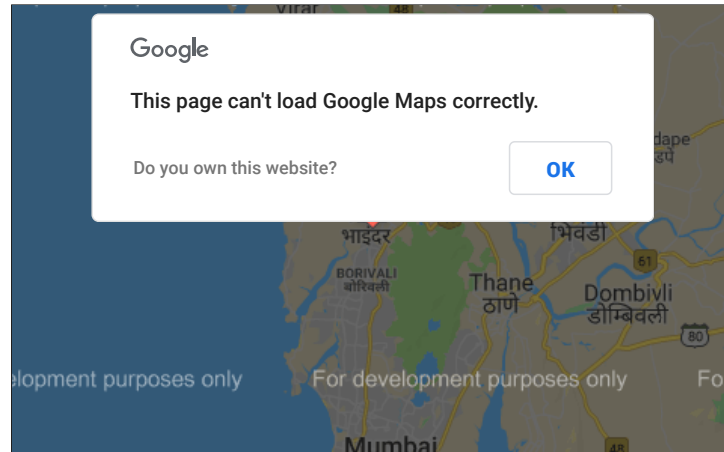 Virar
48
Google
This page can't load Google Maps correctly.
Do you own this website?
OK
dape
डपे
भाइंदर
भिवंडी
61
BORIVALI
बोरिवली
Thane
ठाणे
Dombivli
डोम्बिवली
80
elopment purposes only
For development purposes only
Fo
Mumbai
48